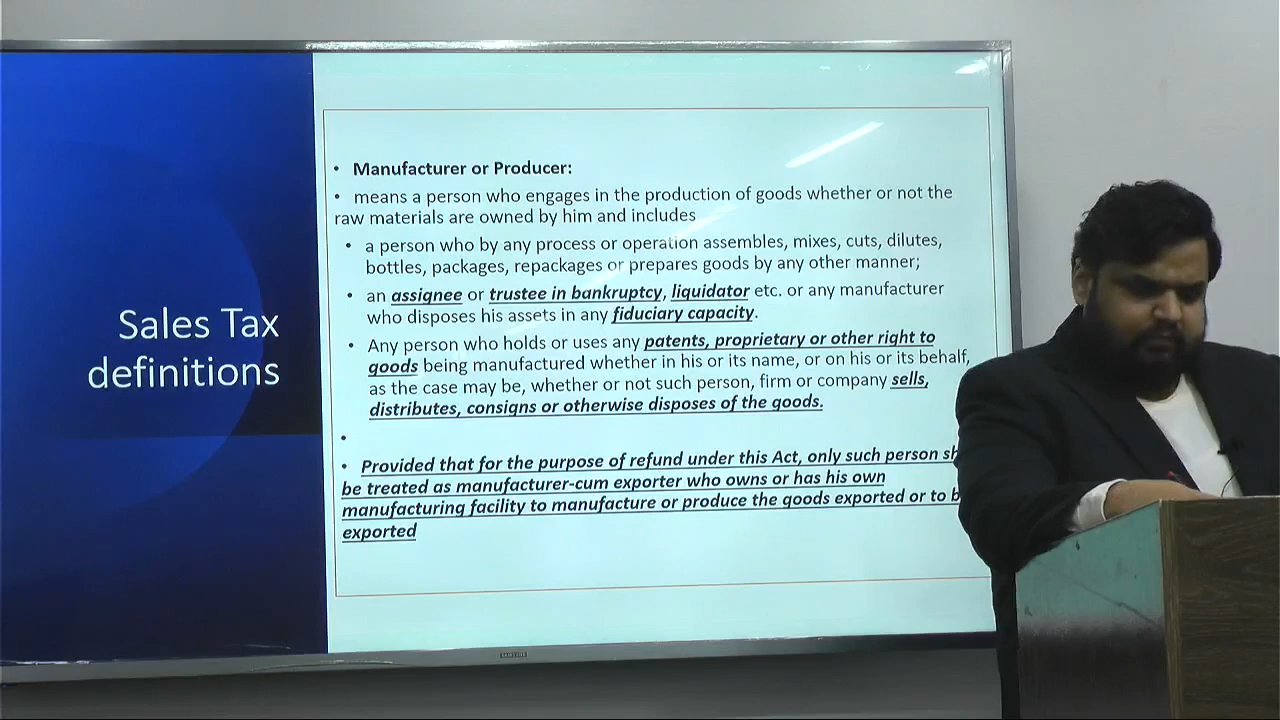 Sales Tax
definitions
• Manufacturer or Producer:
• means a person who engages in the production of goods whether or not the
raw materials are owned by him and includes
• a person who by any process or operation assembles, mixes, cuts, dilutes,
bottles, packages, repackages or prepares goods by any other manner;
• an assignee or trustee in bankruptcy, liquidator etc. or any manufacturer
who disposes his assets in any fiduciary capacity.
• Any person who holds or uses any patents, proprietary or other right to
goods being manufactured whether in his or its name, or on his or its behalf,
as the case may be, whether or not such person, firm or company sells,
distributes, consigns or otherwise disposes of the goods.
•
• Provided that for the purpose of refund under this Act, only such person
be treated as manufacturer-cum exporter who owns or has his own
manufacturing facility to manufacture or produce the goods exported or to
exported
SAMSUNG